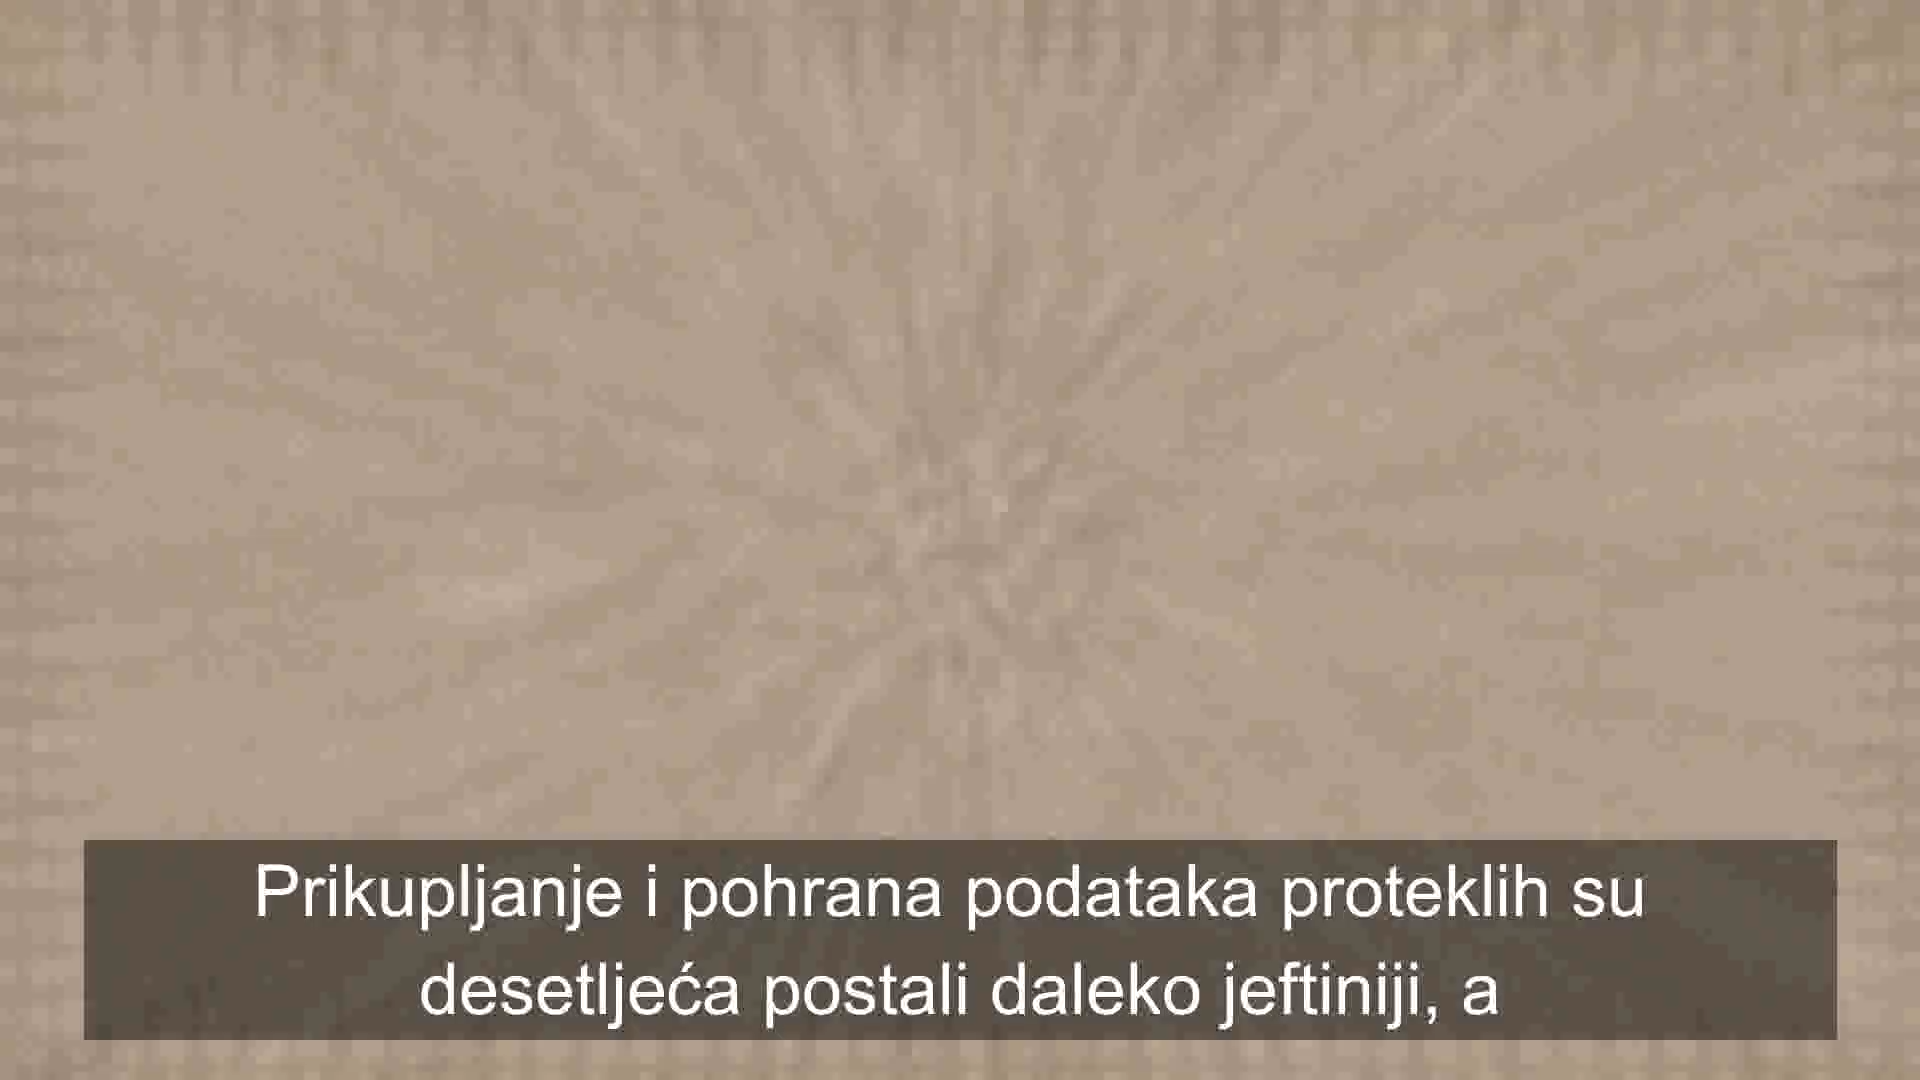 Prikupljanje i pohrana podataka proteklih su
desetljeća postali daleko jeftiniji, a